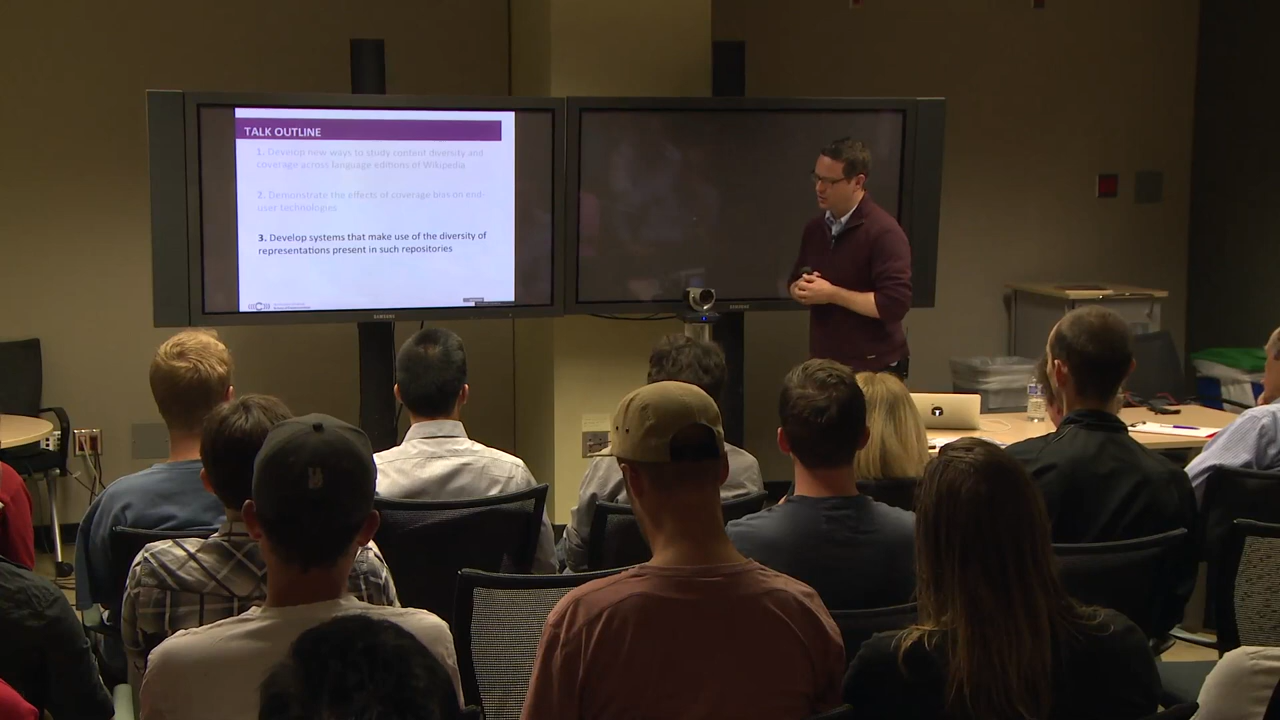 TALK OUTLINE
1. Develop new ways to study content diversity and
coverage across language editions of Wikipedia
2. Demonstrate the effects of coverage bias on end-
user technologies
3. Develop systems that make use of the diversity of
representations present in such repositories
SAMSUNG
SAMSUNG